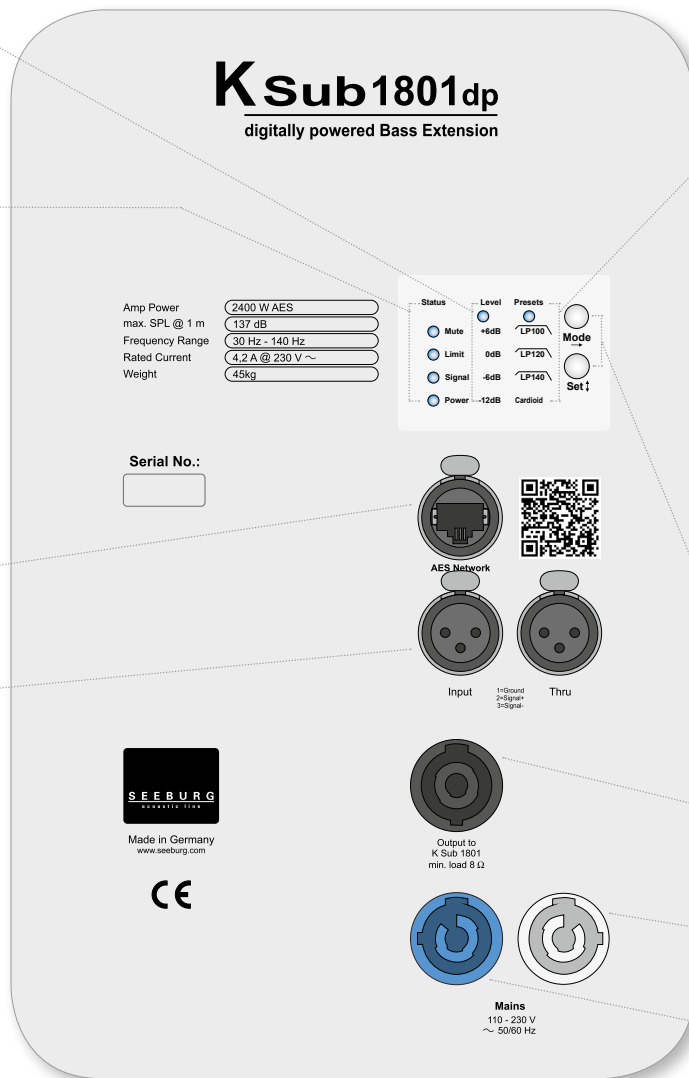 K Sub1801dp
digitally powered Bass Extension
Amp Power 2400 W AES
max. SPL @ 1 m 137 dB
Frequency Range 30 Hz - 140 Hz
Rated Current 4,2 A @ 230 V ~
Weight 45kg
Status Level Presets
Mute +6dB LP100
Mode
→
Limit 0dB LP120
Signal -6dB LP140
Set ↕
Power -12dB Cardioid
Serial No.:
AES Network
Input
1=Ground
2=Signal+
3=Signal-
Thru
SEEBURG
acoustic line
Made in Germany
www.seeburg.com
CE
Output to
K Sub 1801
min. load 8 Ω
Mains
110 - 230 V
~ 50/60 Hz